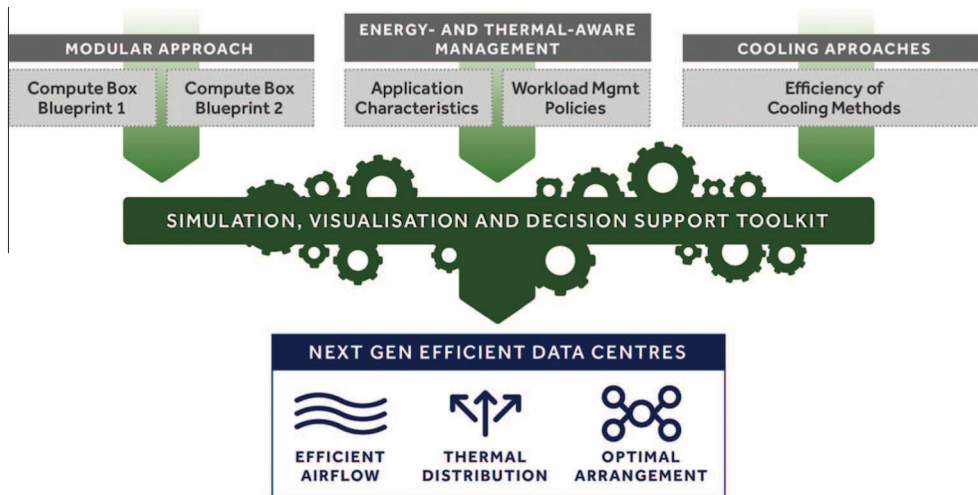 MODULAR APPROACH
Compute Box
Blueprint 1
Compute Box
Blueprint 2
ENERGY- AND THERMAL-AWARE
MANAGEMENT
Application
Characteristics
Workload Mgmt
Policies
COOLING APROACHES
Efficiency of
Cooling Methods
SIMULATION, VISUALISATION AND DECISION SUPPORT TOOLKIT
NEXT GEN EFFICIENT DATA CENTRES
EFFICIENT
AIRFLOW
THERMAL
DISTRIBUTION
OPTIMAL
ARRANGEMENT